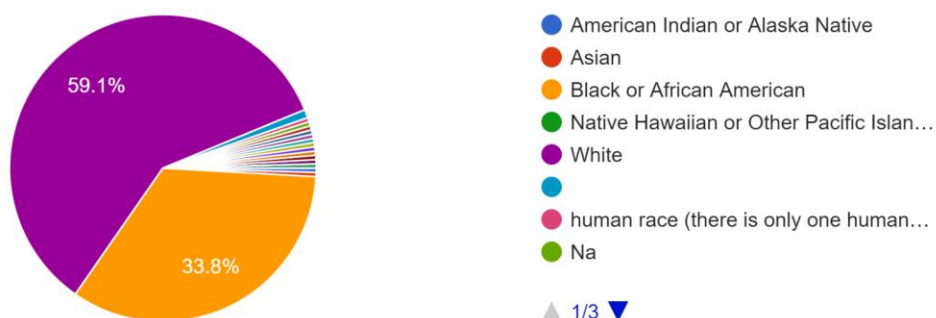 59.1%
33.8%
American Indian or Alaska Native
Asian
Black or African American
Native Hawaiian or Other Pacific Islan…
White
human race (there is only one human…
Na
1/3